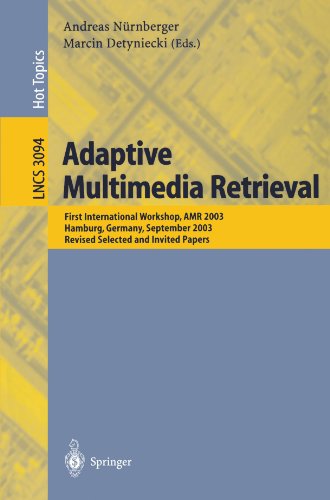 Andreas Nürnberger
Marcin Detyniecki (Eds.)
LNCS 3094
Hot Topics
Adaptive
Multimedia Retrieval
First International Workshop, AMR 2003
Hamburg, Germany, September 2003
Revised Selected and Invited Papers
Springer